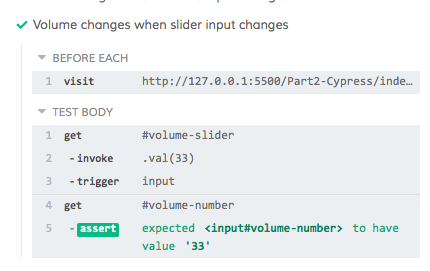 Volume changes when slider input changes
BEFORE EACH
1 visit http://127.0.0.1:5500/Part2-Cypress/inde…
TEST BODY
1 get #volume-slider
2 -invoke .val(33)
3 -trigger input
4 get #volume-number
5 -assert expected <input#volume-number> to have
value '33'